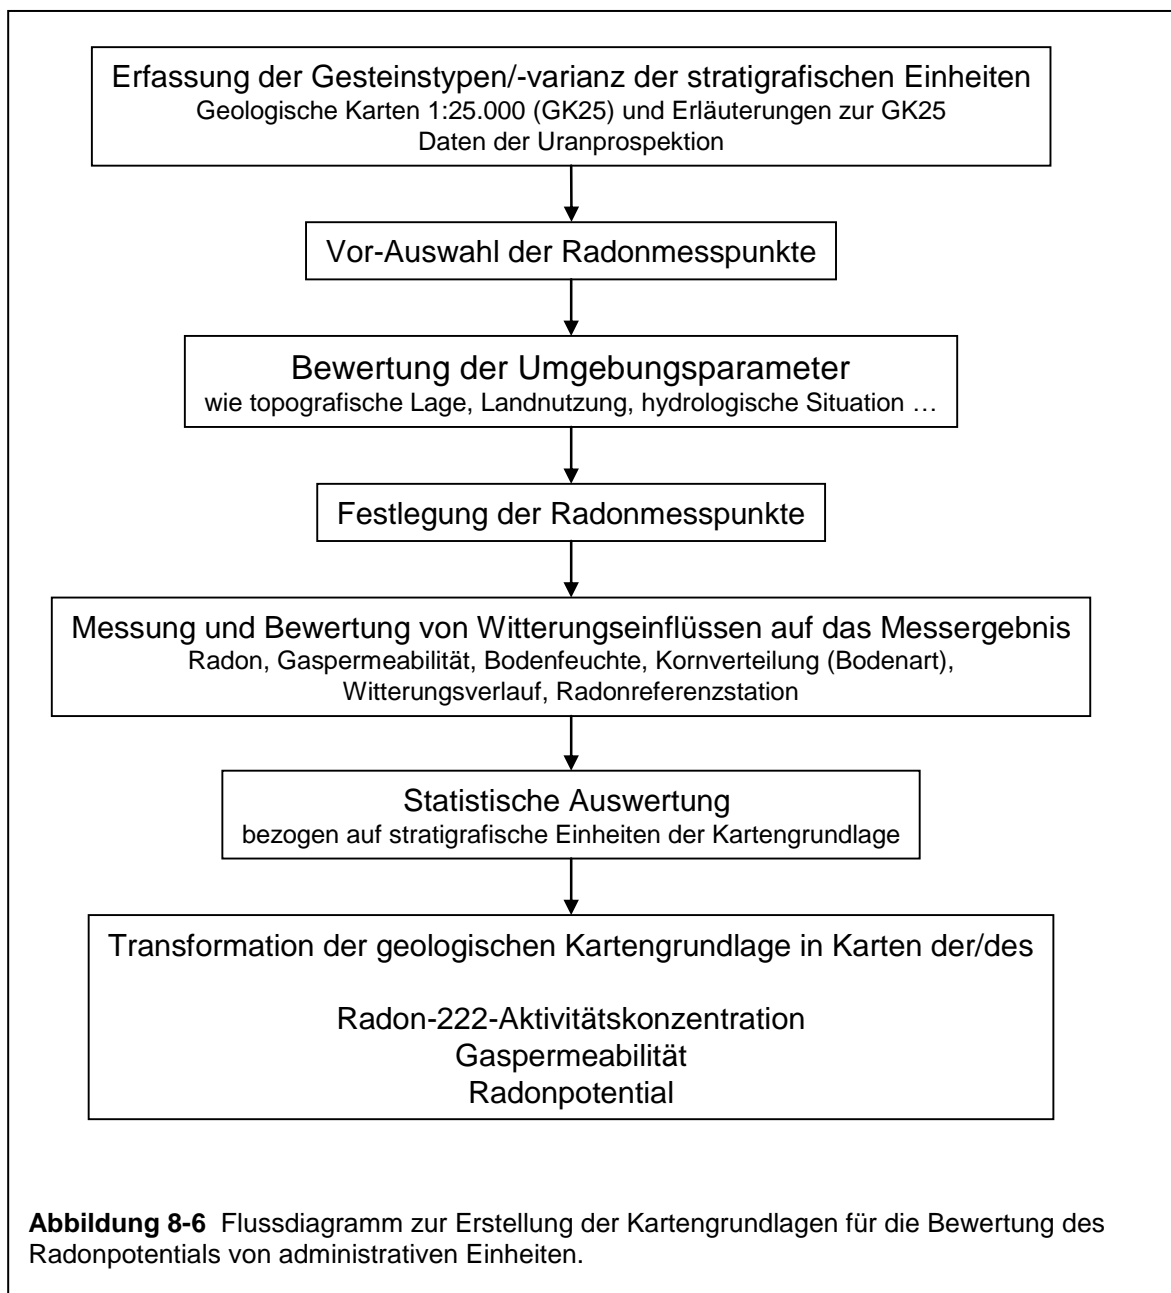 Erfassung der Gesteinstypen/-varianz der stratigrafischen Einheiten
Geologische Karten 1:25.000 (GK25) und Erläuterungen zur GK25
Daten der Uranprospektion
Vor-Auswahl der Radonmesspunkte
Bewertung der Umgebungsparameter
wie topografische Lage, Landnutzung, hydrologische Situation …
Festlegung der Radonmesspunkte
Messung und Bewertung von Witterungseinflüssen auf das Messergebnis
Radon, Gaspermeabilität, Bodenfeuchte, Kornverteilung (Bodenart),
Witterungsverlauf, Radonreferenzstation
Statistische Auswertung
bezogen auf stratigrafische Einheiten der Kartengrundlage
Transformation der geologischen Kartengrundlage in Karten der/des
Radon-222-Aktivitätskonzentration
Gaspermeabilität
Radonpotential
Abbildung 8-6 Flussdiagramm zur Erstellung der Kartengrundlagen für die Bewertung des
Radonpotentials von administrativen Einheiten.